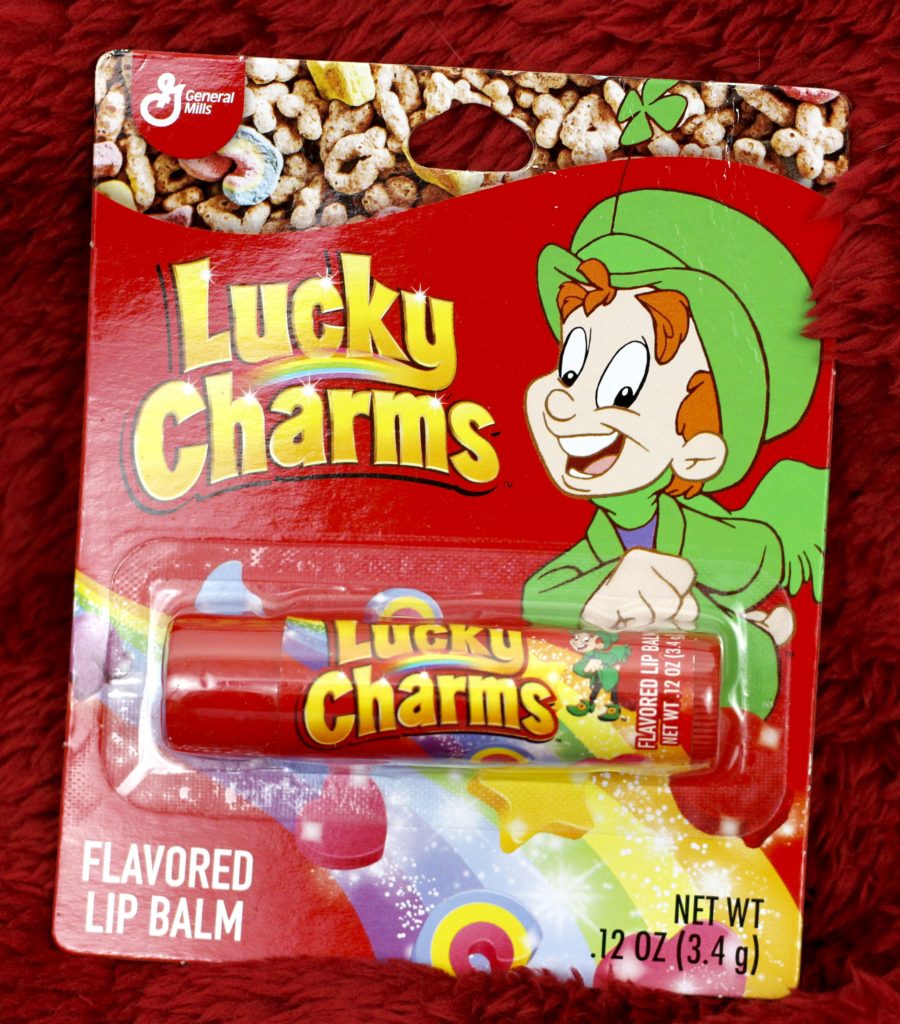 General
Mills
Lucky
Charms™
Lucky
Charms
FLAVORED LIP BALM
NET WT .12 OZ (3.4 g)
FLAVORED
LIP BALM
NET WT
.12 OZ (3.4 g)